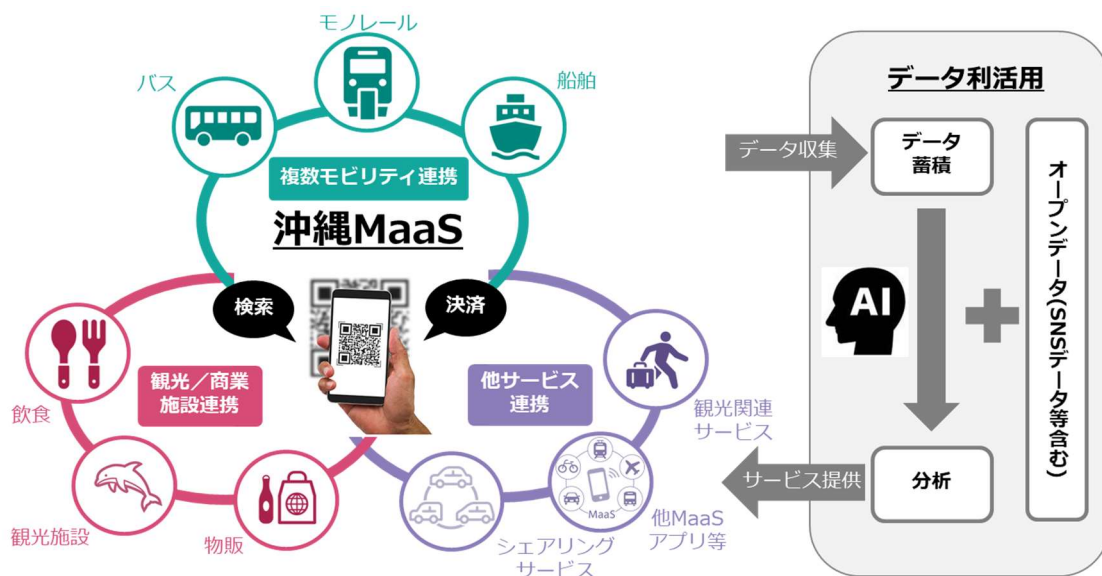 モノレール
バス
船舶
複数モビリティ連携
沖縄MaaS
検索
決済
観光／商業
施設連携
他サービス
連携
飲食
観光施設
物販
観光関連
サービス
シェアリング
サービス
MaaS
他MaaS
アプリ等
データ利活用
データ収集
データ
蓄積
AI
オープンデータ(SNSデータ等含む)
サービス提供
分析